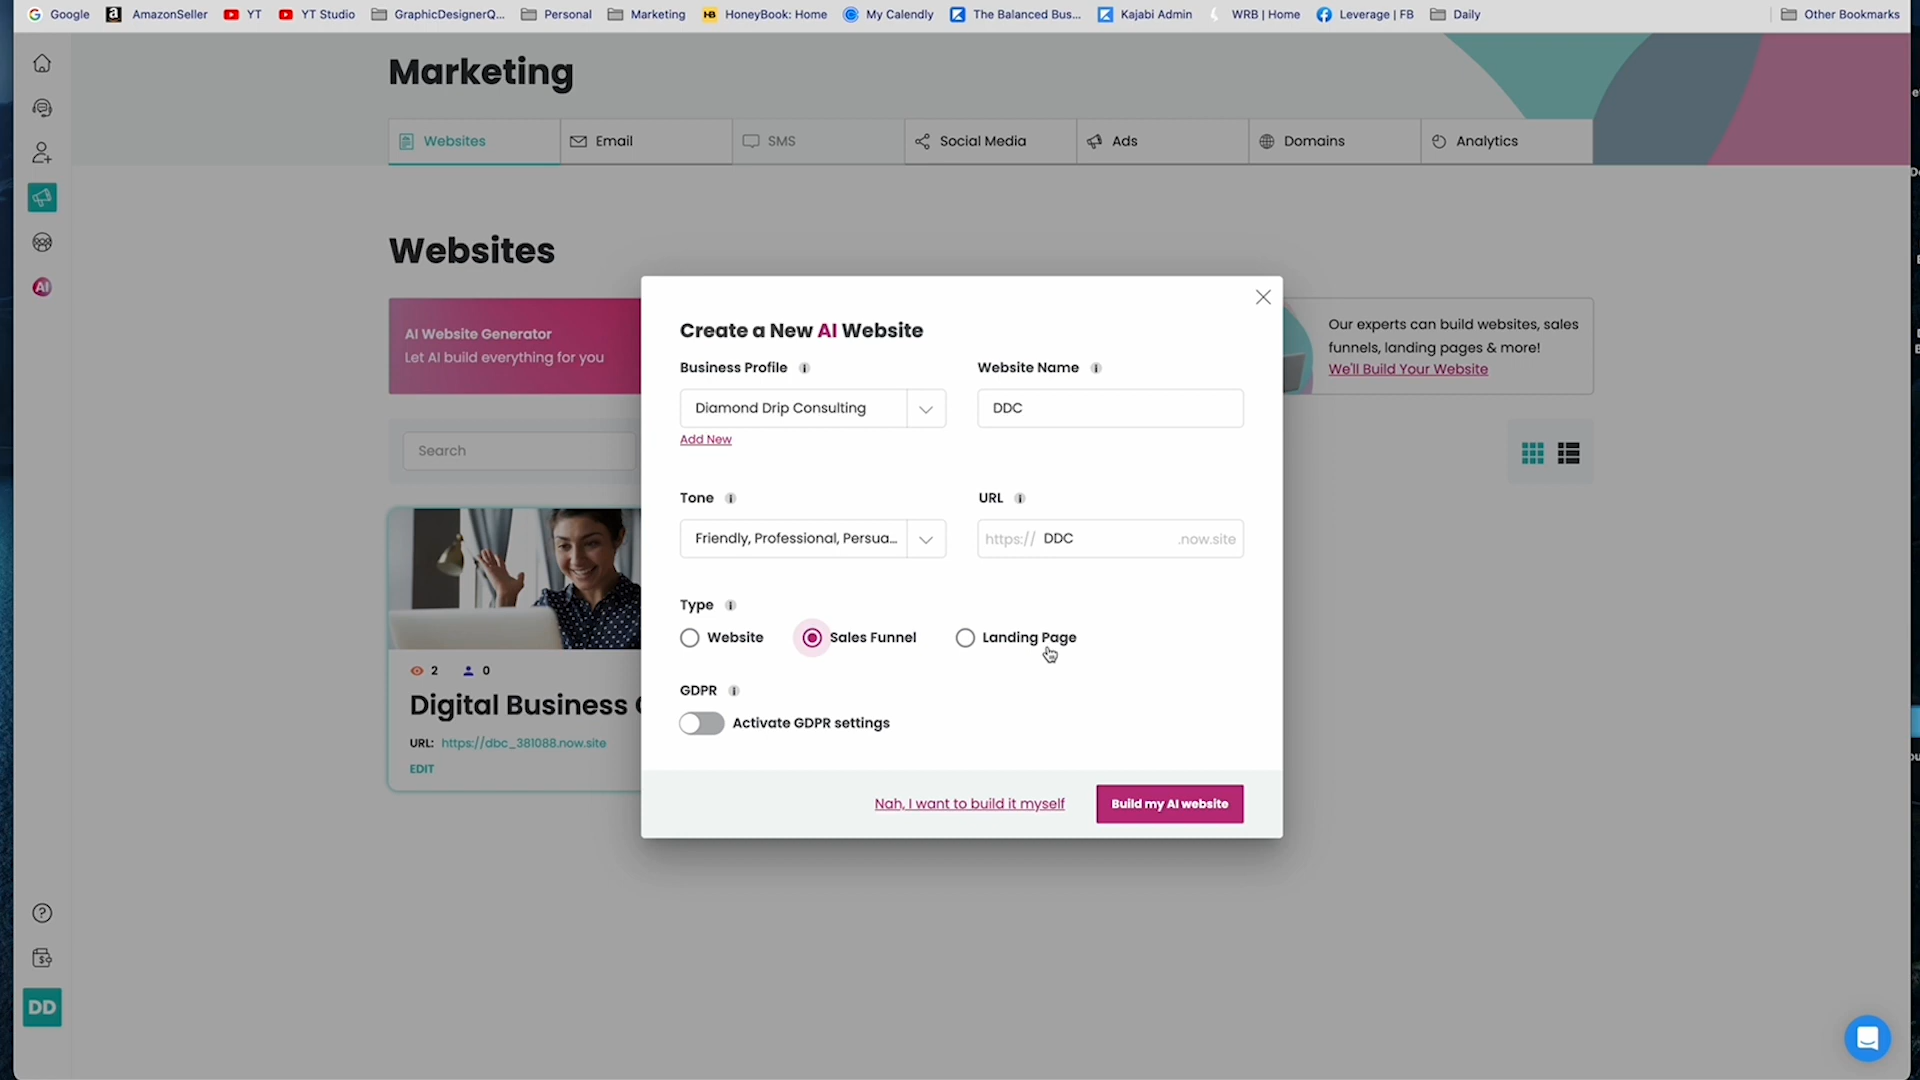 Google AmazonSeller YT YT Studio GraphicDesignerQ... Personal Marketing HB HoneyBook: Home My Calendly The Balanced Bus... Kajabi Admin WRB | Home Leverage | FB Daily Other Bookmarks
Marketing
Websites Email SMS Social Media Ads Domains Analytics
Websites
AI
AI Website Generator
Let AI build everything for you
Our experts can build websites, sales
funnels, landing pages & more!
We'll Build Your Website
Search
Create a New AI Website
Business Profile Website Name
Diamond Drip Consulting DDC
Add New
Tone URL
Friendly, Professional, Persua... https:// DDC .now.site
Type
Website Sales Funnel Landing Page
GDPR
Activate GDPR settings
Nah, I want to build it myself Build my AI website
2 0
Digital Business
URL: https://dbc_381088.now.site
EDIT
DD